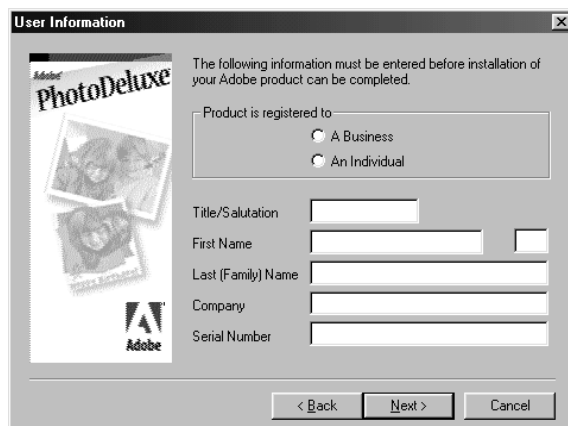 User Information
Adobe
PhotoDeluxe
Adobe
The following information must be entered before installation of
your Adobe product can be completed.
Product is registered to
A Business
An Individual
Title/Salutation
First Name
Last (Family) Name
Company
Serial Number
< Back
Next >
Cancel